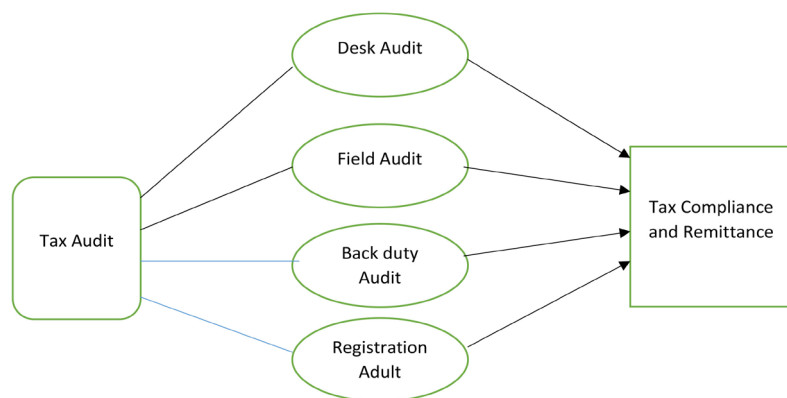 Tax Audit
Desk Audit
Field Audit
Back duty
Audit
Registration
Adult
Tax Compliance
and Remittance